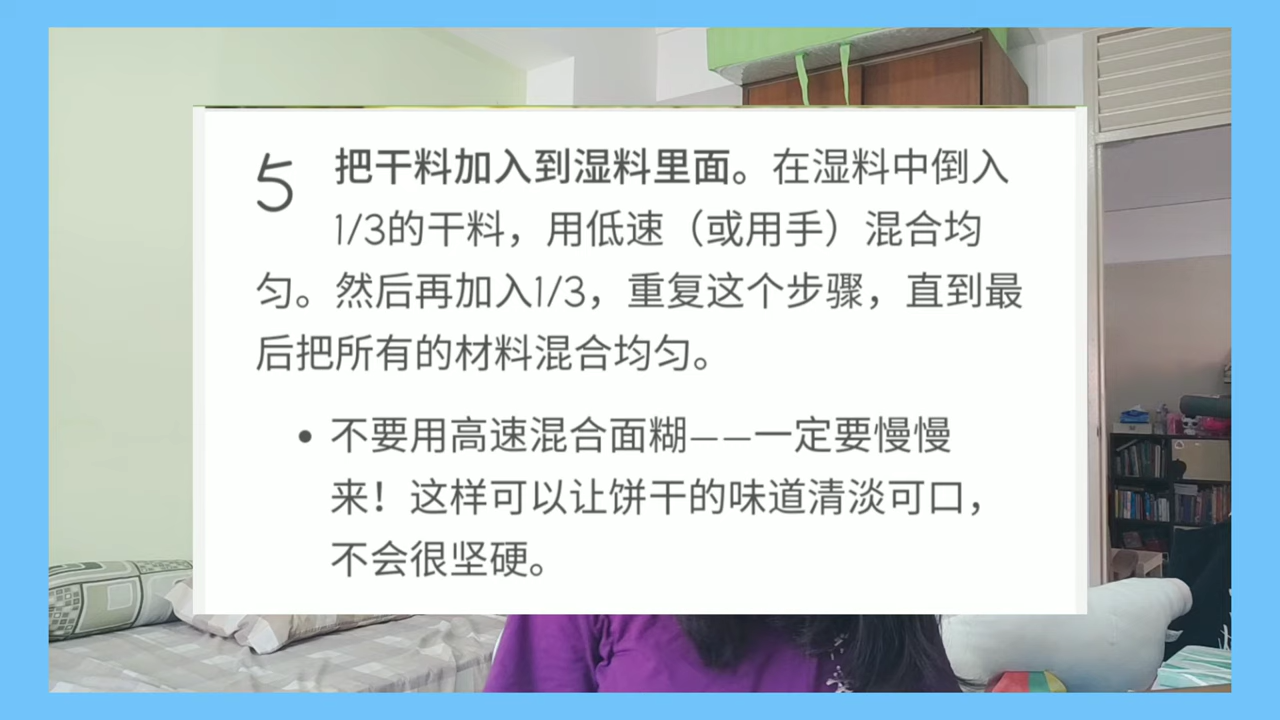 5 把干料加入到湿料里面。在湿料中倒入
1/3的干料，用低速（或用手）混合均
匀。然后再加入1/3，重复这个步骤，直到最
后把所有的材料混合均匀。
• 不要用高速混合面糊——一定要慢慢
来！这样可以让饼干的味道清淡可口，
不会很坚硬。